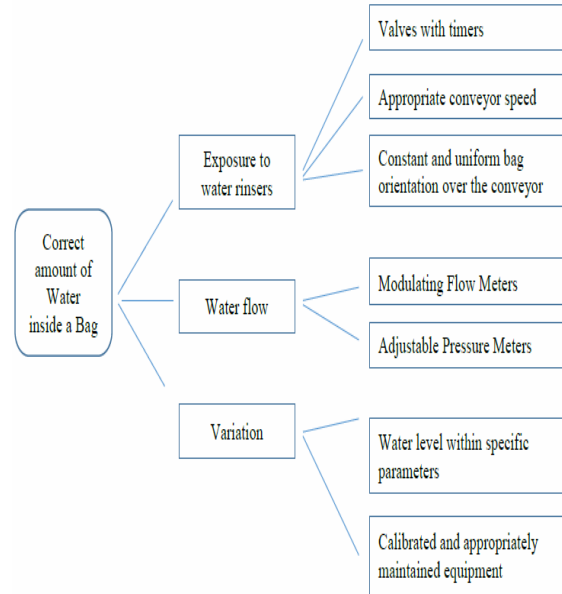 Valves with timers
Appropriate conveyor speed
Exposure to
water rinsers
Constant and uniform bag
orientation over the conveyor
Correct
amount of
Water
inside a Bag
Water flow
Modulating Flow Meters
Adjustable Pressure Meters
Variation
Water level within specific
parameters
Calibrated and appropriately
maintained equipment